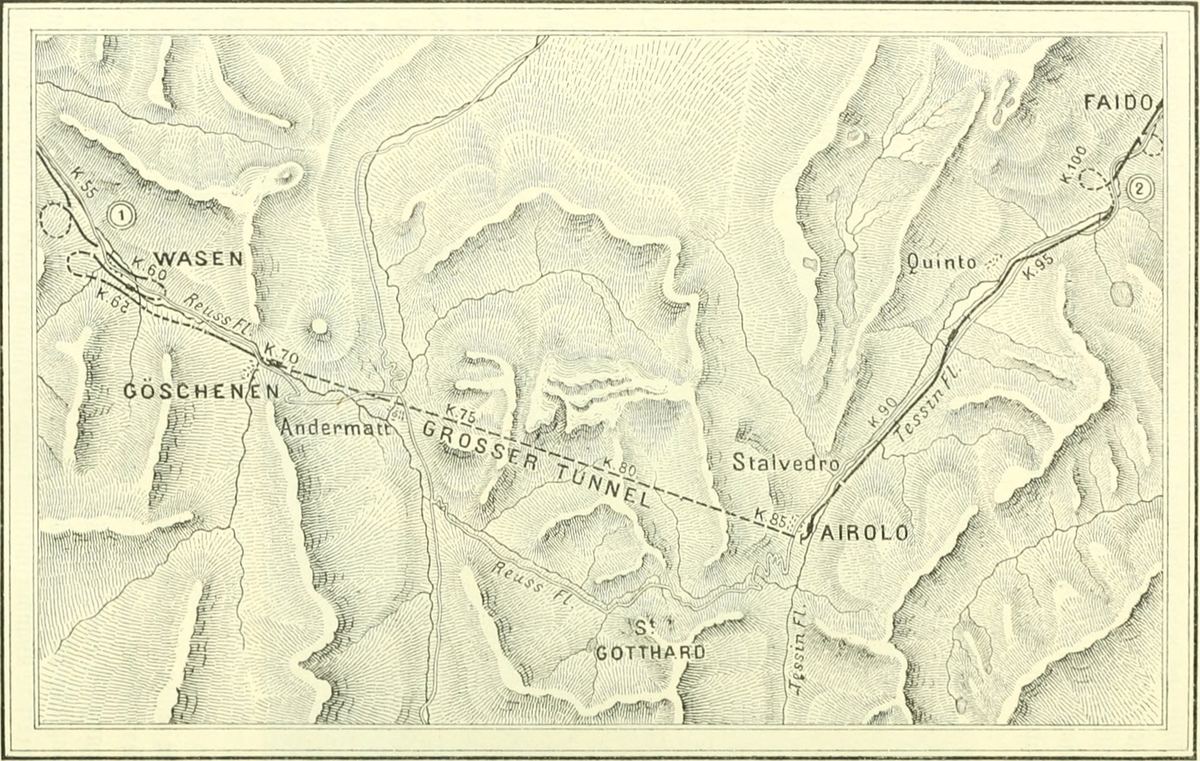 FAIDO
K 100
2
K 55
1
WASEN
K 60
K 62
Reuss Fl.
Quinto
K 95
K 70
GÖSCHENEN
Andermatt
K 75
GROSSER TUNNEL
K 80
K 90
Tessin Fl.
Stalvedro
K 85
AIROLO
Reuss Fl.
St.
GOTTHARD
Tessin Fl.